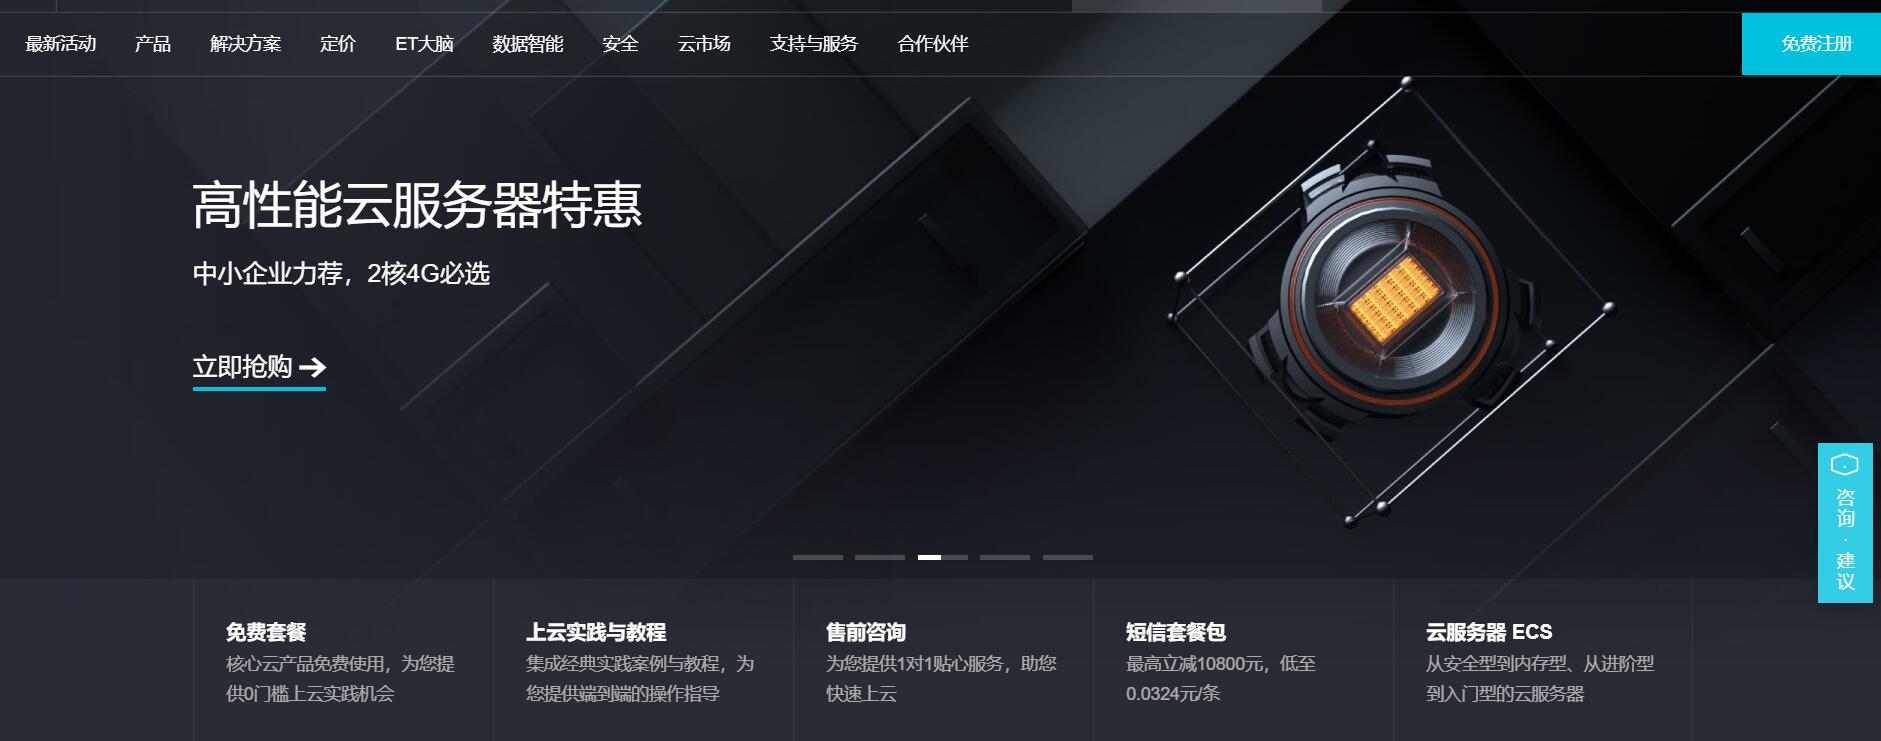 最新活动
产品
解决方案
定价
ET大脑
数据智能
安全
云市场
支持与服务
合作伙伴
免费注册
高性能云服务器特惠
中小企业力荐，2核4G必选
立即抢购
咨询·建议
免费套餐
核心云产品免费使用，为您提
供0门槛上云实践机会
上云实践与教程
集成经典实践案例与教程，为
您提供端到端的操作指导
售前咨询
为您提供1对1贴心服务，助您
快速上云
短信套餐包
最高立减10800元，低至
0.0324元/条
云服务器 ECS
从安全型到内存型、从进阶型
到入门型的云服务器